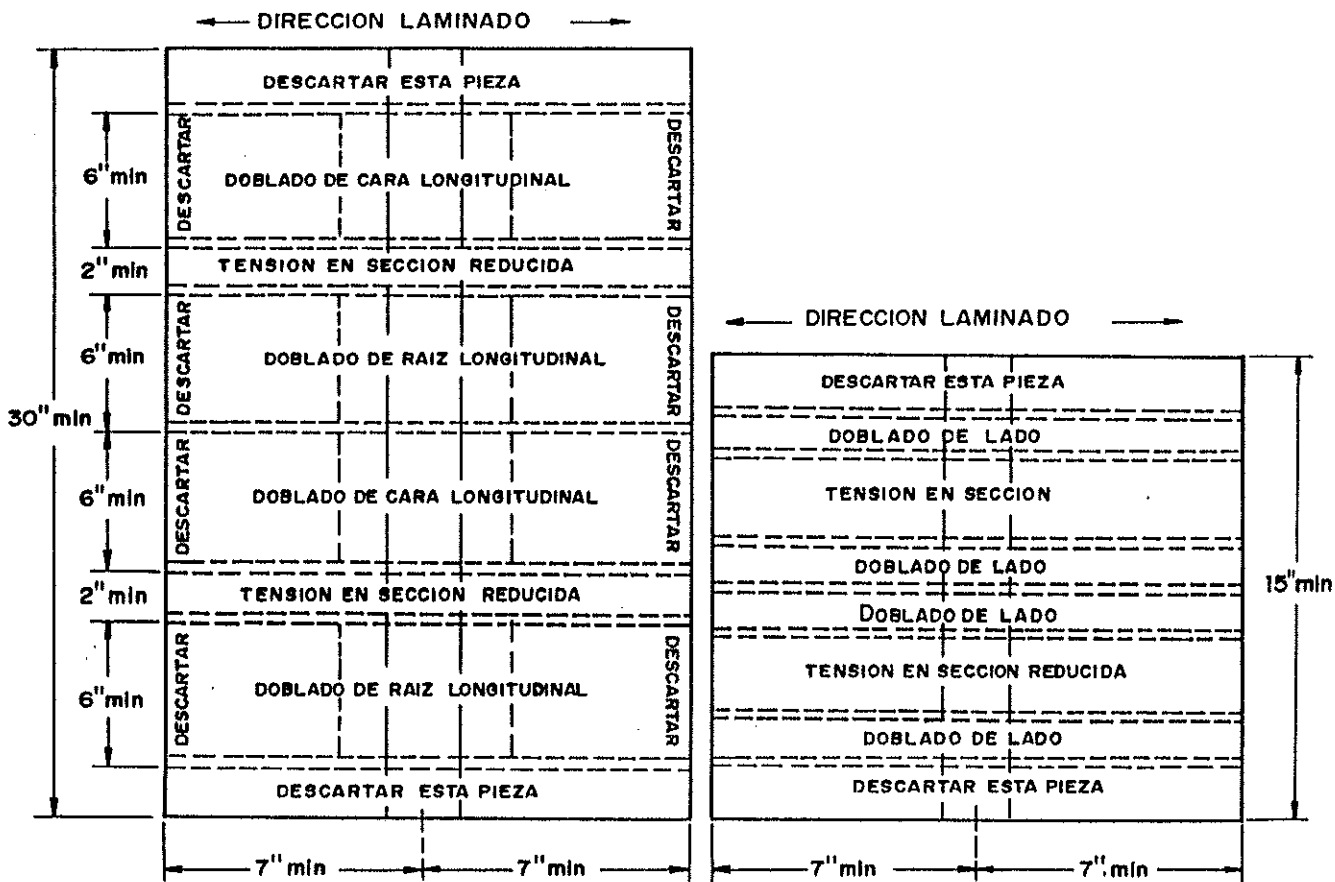 DIRECCION LAMINADO
DESCARTAR ESTA PIEZA
DESCARTAR
DOBLADO DE CARA LONGITUDINAL
DESCARTAR
6" min
TENSION EN SECCION REDUCIDA
2" min
DESCARTAR
DOBLADO DE RAIZ LONGITUDINAL
DESCARTAR
6" min
30" min
DESCARTAR
DOBLADO DE CARA LONGITUDINAL
DESCARTAR
6" min
TENSION EN SECCION REDUCIDA
2" min
DESCARTAR
DOBLADO DE RAIZ LONGITUDINAL
DESCARTAR
6" min
DESCARTAR ESTA PIEZA
7" min
7" min
DIRECCION LAMINADO
DESCARTAR ESTA PIEZA
DOBLADO DE LADO
TENSION EN SECCION
DOBLADO DE LADO
15" min
DOBLADO DE LADO
TENSION EN SECCION REDUCIDA
DOBLADO DE LADO
DESCARTAR ESTA PIEZA
7" min
7" min